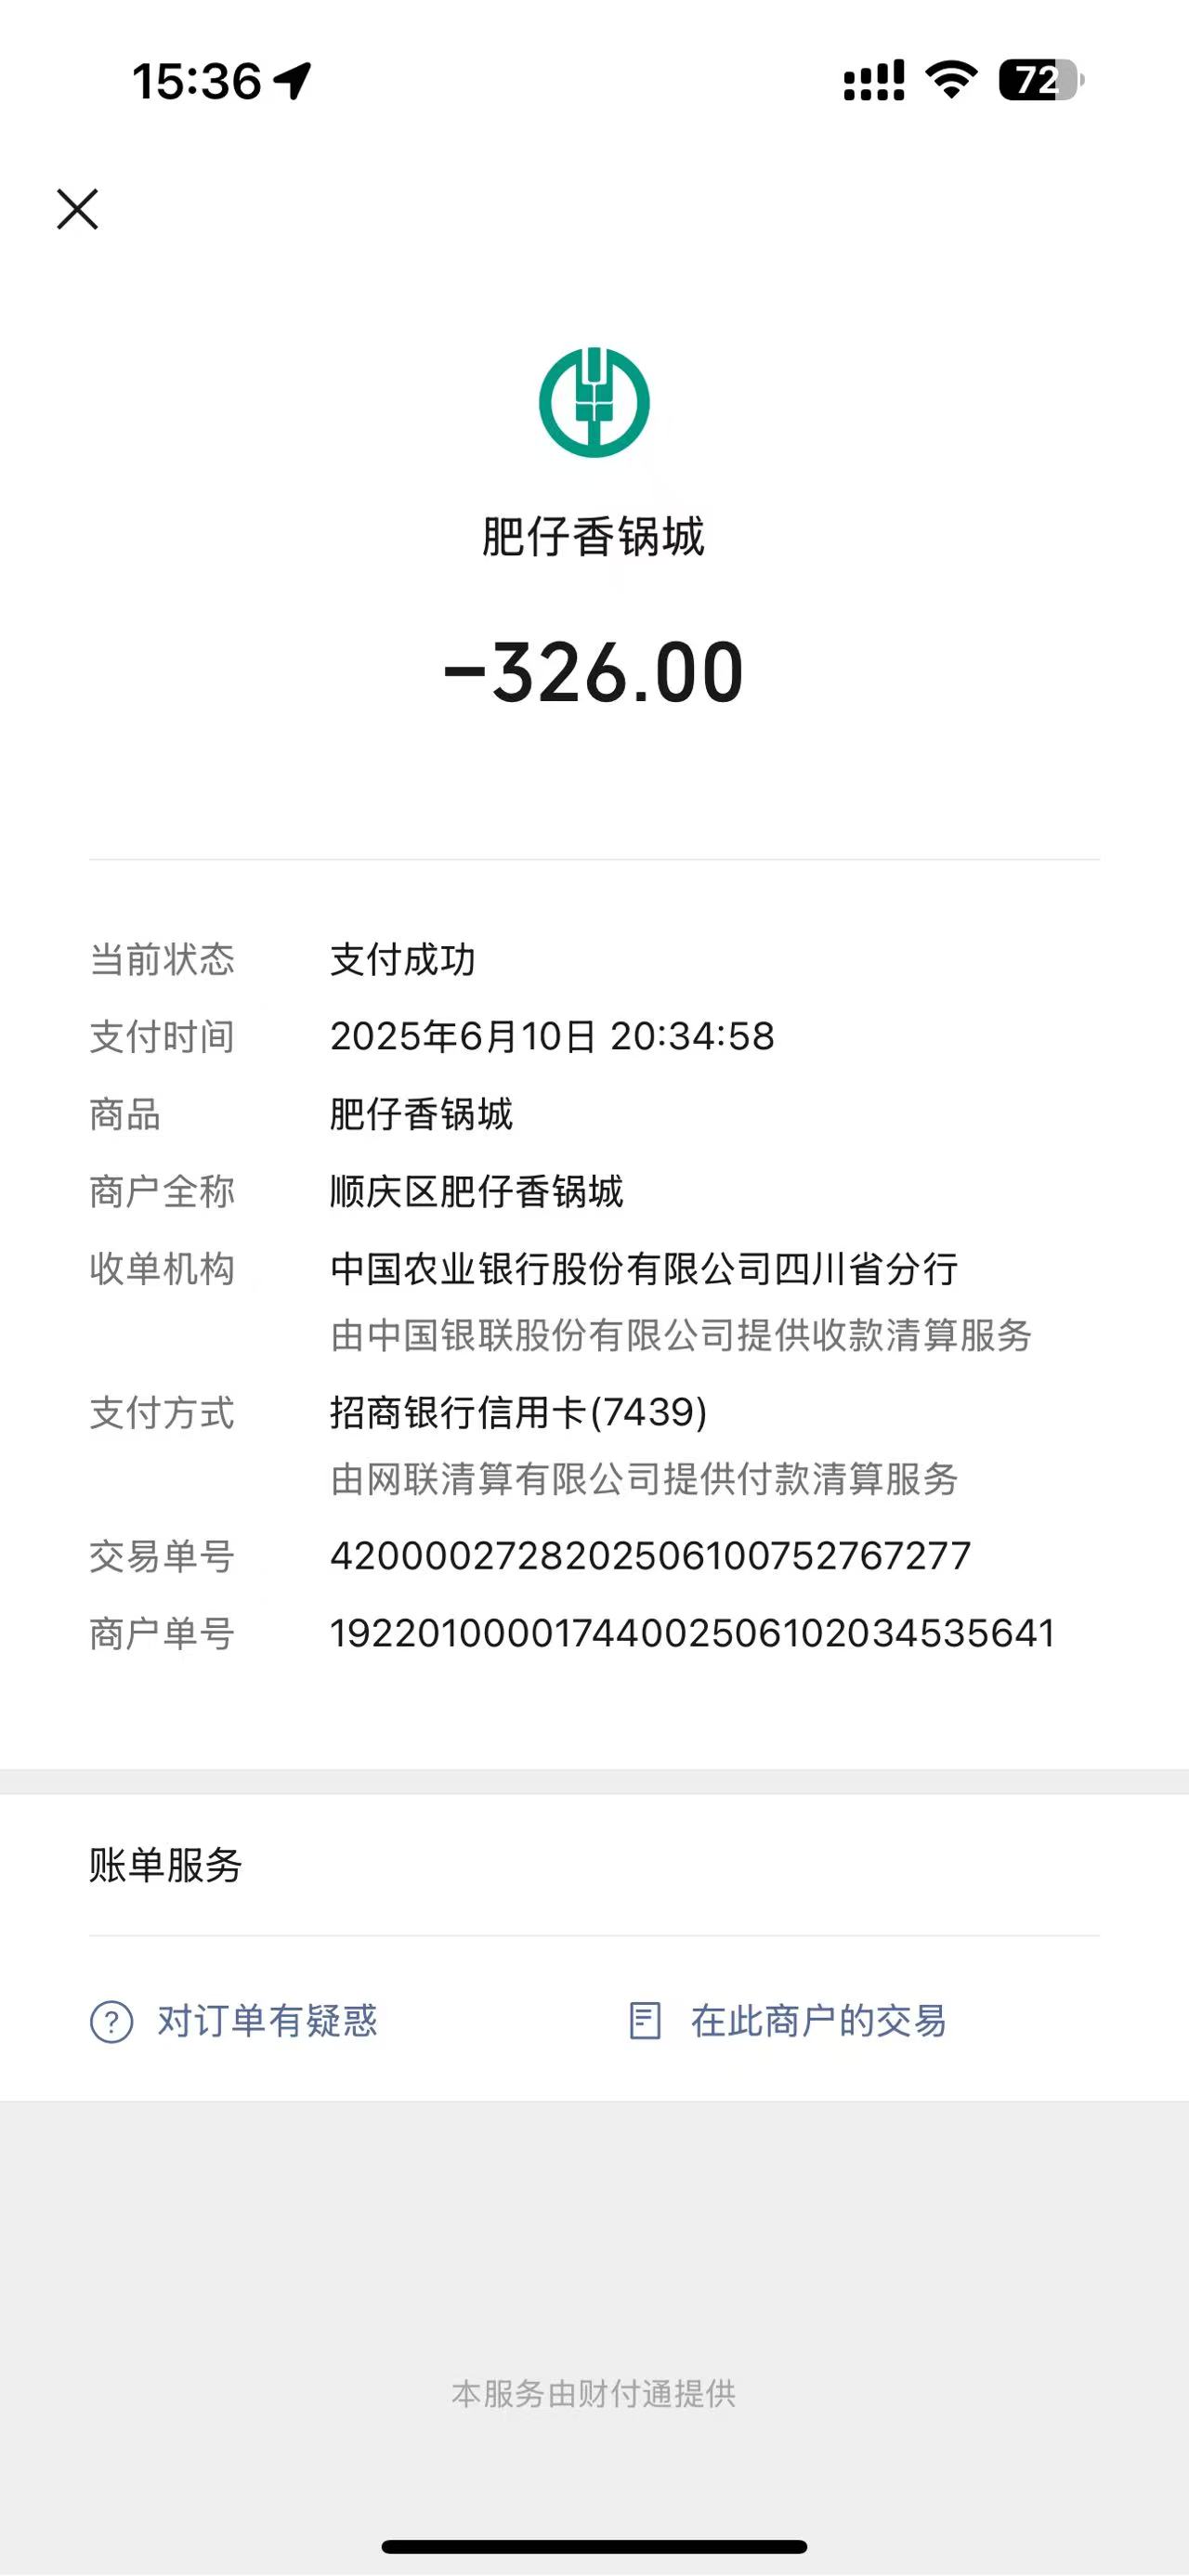 15:36
72
肥仔香锅城
-326.00
当前状态 支付成功
支付时间 2025年6月10日 20:34:58
商品 肥仔香锅城
商户全称 顺庆区肥仔香锅城
收单机构 中国农业银行股份有限公司四川省分行
由中国银联股份有限公司提供收款清算服务
支付方式 招商银行信用卡(7439)
由网联清算有限公司提供付款清算服务
交易单号 4200002728202506100752767277
商户单号 19220100001744002506102034535641
账单服务
对订单有疑惑 在此商户的交易
本服务由财付通提供